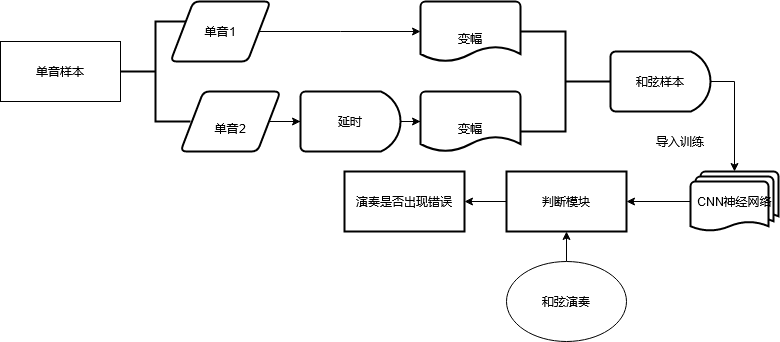 单音样本
单音1
变幅
和弦样本
单音2
延时
变幅
导入训练
演奏是否出现错误
判断模块
CNN神经网络
和弦演奏